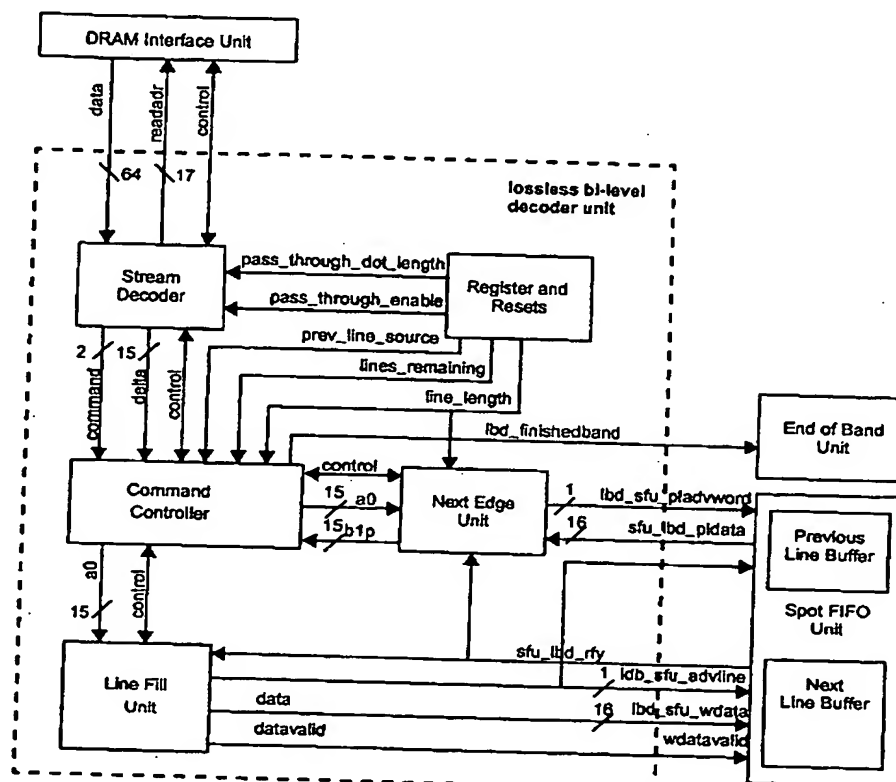 DRAM Interface Unit
data
readadr
control
64
17
lossless bi-level
decoder unit
Stream
Decoder
pass_through_dot_length
pass_through_enable
Register and
Resets
prev_line_source
lines_remaining
line_length
2
15
command
delta
control
lbd_finishedband
End of Band
Unit
Command
Controller
control
15
a0
15
b1p
Next Edge
Unit
1
lbd_sfu_pladvword
16
sfu_lbd_pldata
Previous
Line Buffer
Spot FIFO
Unit
a0
15
control
Line Fill
Unit
sfu_lbd_rfy
1
ldb_sfu_advline
data
16
lbd_sfu_wdata
datavalid
wdatavalid
Next
Line Buffer